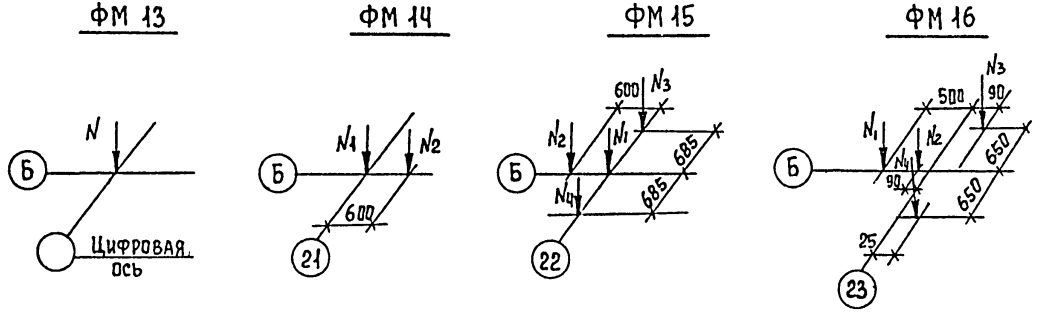 ФМ 13
N
Б
ЦИФРОВАЯ.
ОСЬ
ФМ 14
N1
N2
600
21
ФМ 15
600
N3
N2
N1
Б
685
N4
685
22
ФМ 16
N3
500
90
N1
N2
650
Б
N4
90
650
25
23